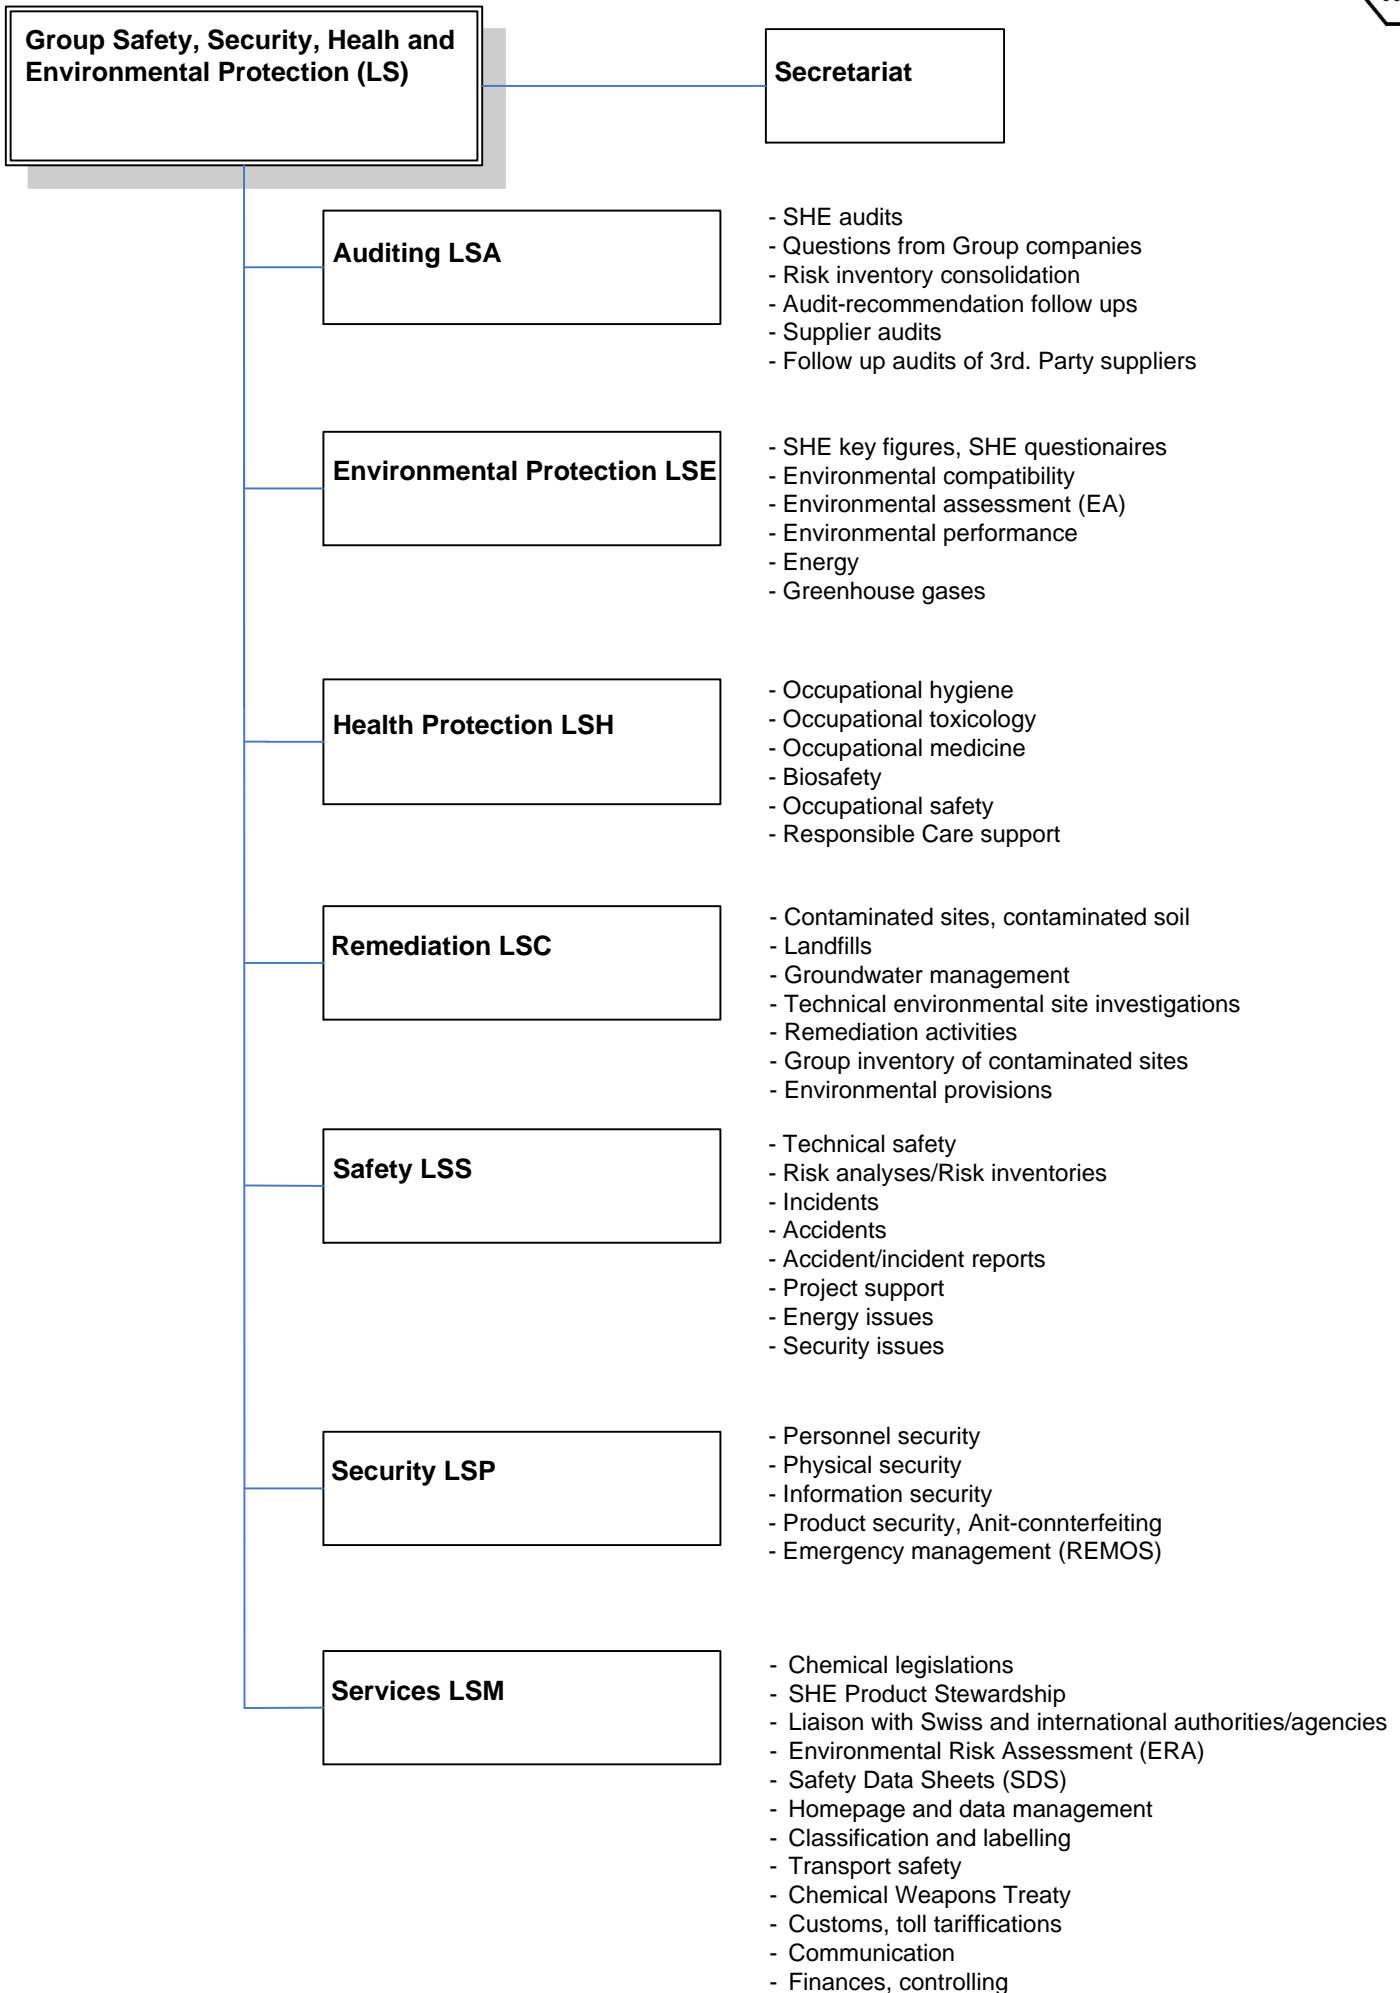 Group Safety, Security, Healh and
Environmental Protection (LS)
Secretariat
Auditing LSA
- SHE audits
- Questions from Group companies
- Risk inventory consolidation
- Audit-recommendation follow ups
- Supplier audits
- Follow up audits of 3rd. Party suppliers
Environmental Protection LSE
- SHE key figures, SHE questionaires
- Environmental compatibility
- Environmental assessment (EA)
- Environmental performance
- Energy
- Greenhouse gases
Health Protection LSH
- Occupational hygiene
- Occupational toxicology
- Occupational medicine
- Biosafety
- Occupational safety
- Responsible Care support
Remediation LSC
- Contaminated sites, contaminated soil
- Landfills
- Groundwater management
- Technical environmental site investigations
- Remediation activities
- Group inventory of contaminated sites
- Environmental provisions
Safety LSS
- Technical safety
- Risk analyses/Risk inventories
- Incidents
- Accidents
- Accident/incident reports
- Project support
- Energy issues
- Security issues
Security LSP
- Personnel security
- Physical security
- Information security
- Product security, Anit-connterfeiting
- Emergency management (REMOS)
Services LSM
- Chemical legislations
- SHE Product Stewardship
- Liaison with Swiss and international authorities/agencies
- Environmental Risk Assessment (ERA)
- Safety Data Sheets (SDS)
- Homepage and data management
- Classification and labelling
- Transport safety
- Chemical Weapons Treaty
- Customs, toll tariffications
- Communication
- Finances, controlling